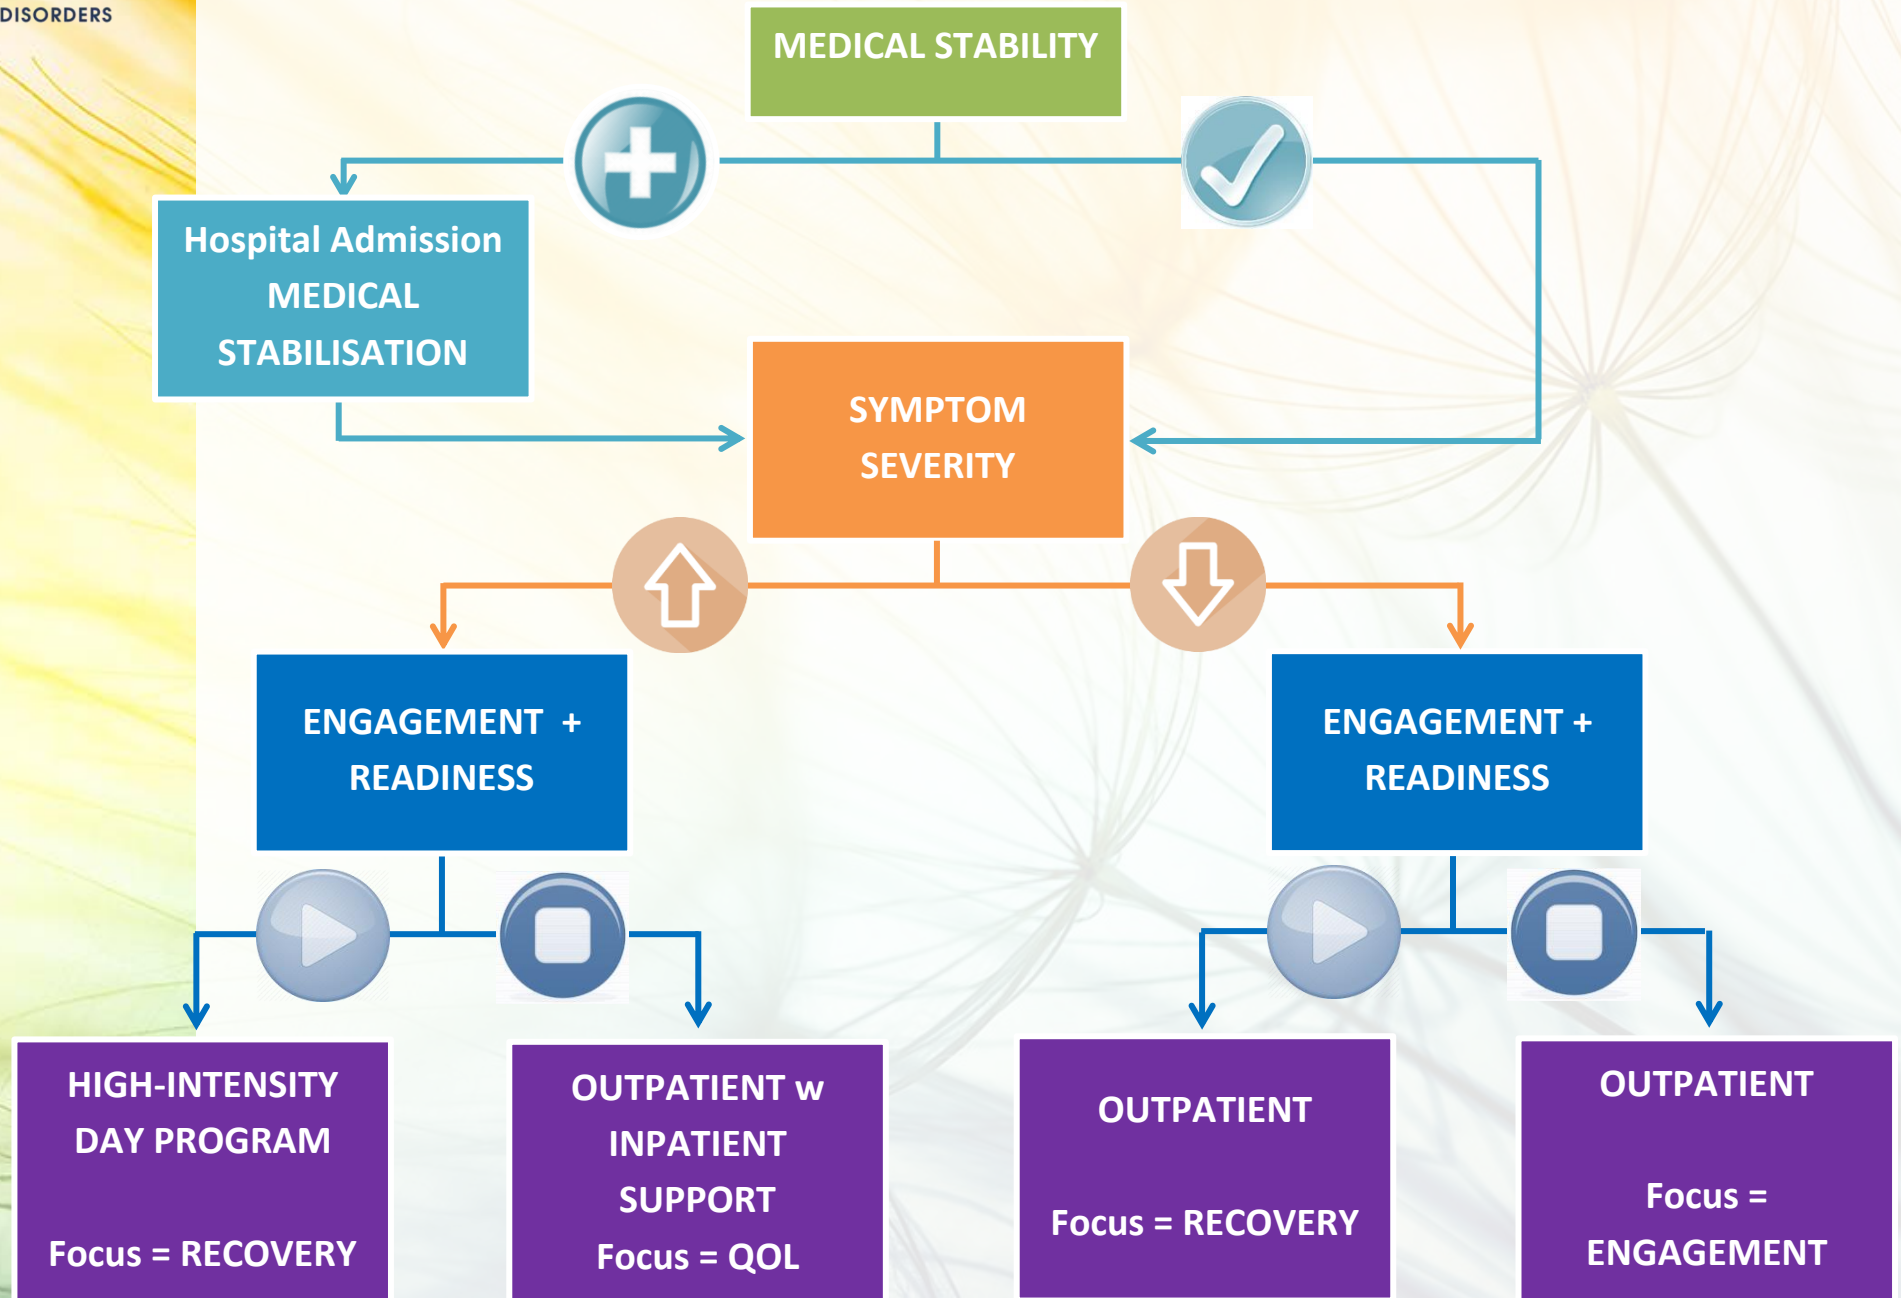 DISORDERS
MEDICAL STABILITY
Hospital Admission
MEDICAL
STABILISATION
SYMPTOM
SEVERITY
ENGAGEMENT +
READINESS
ENGAGEMENT +
READINESS
HIGH-INTENSITY
DAY PROGRAM
Focus = RECOVERY
OUTPATIENT w
INPATIENT
SUPPORT
Focus = QOL
OUTPATIENT
Focus = RECOVERY
OUTPATIENT
Focus =
ENGAGEMENT